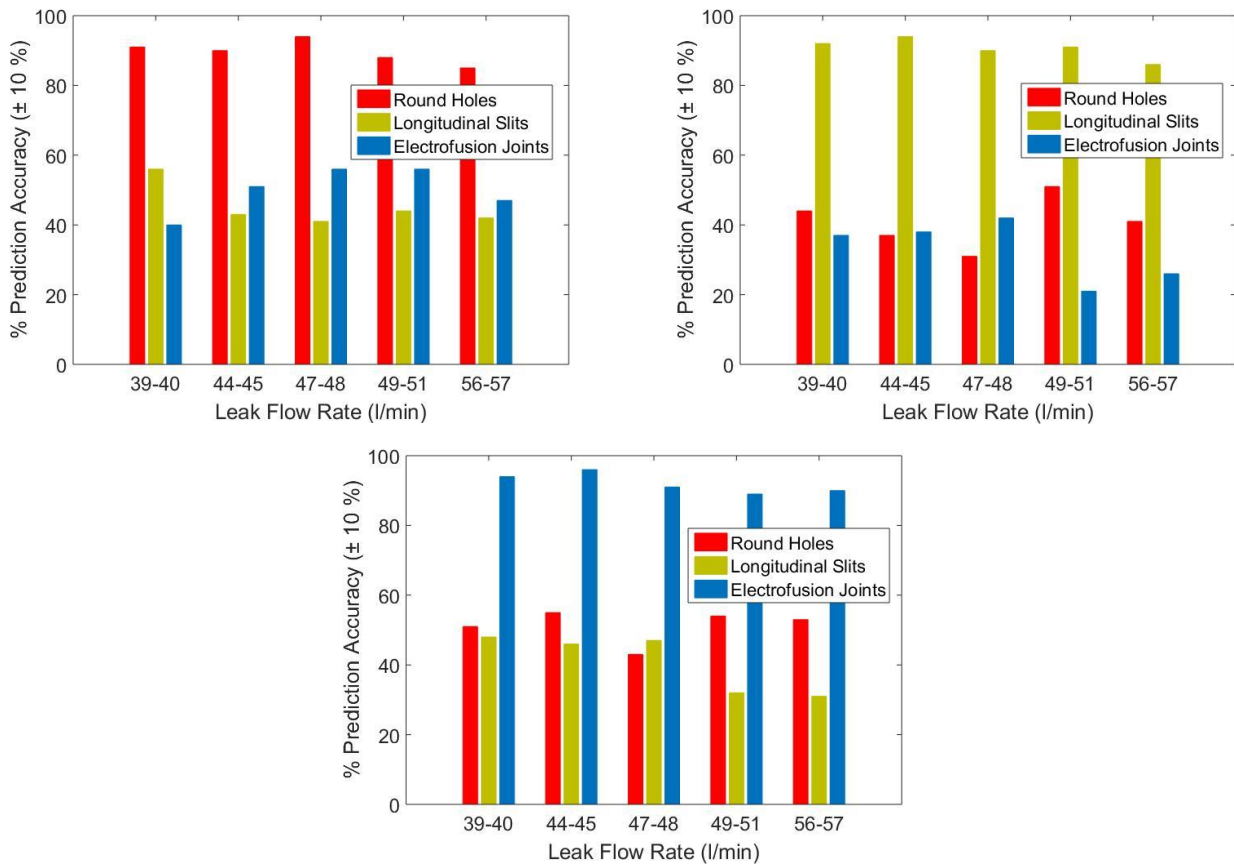 100
80
60
40
20
0
% Prediction Accuracy (± 10 %)
Round Holes
Longitudinal Slits
Electrofusion Joints
39-40 44-45 47-48 49-51 56-57
Leak Flow Rate (l/min)
100
80
60
40
20
0
% Prediction Accuracy (± 10 %)
Round Holes
Longitudinal Slits
Electrofusion Joints
39-40 44-45 47-48 49-51 56-57
Leak Flow Rate (l/min)
100
80
60
40
20
0
% Prediction Accuracy (± 10 %)
Round Holes
Longitudinal Slits
Electrofusion Joints
39-40 44-45 47-48 49-51 56-57
Leak Flow Rate (l/min)